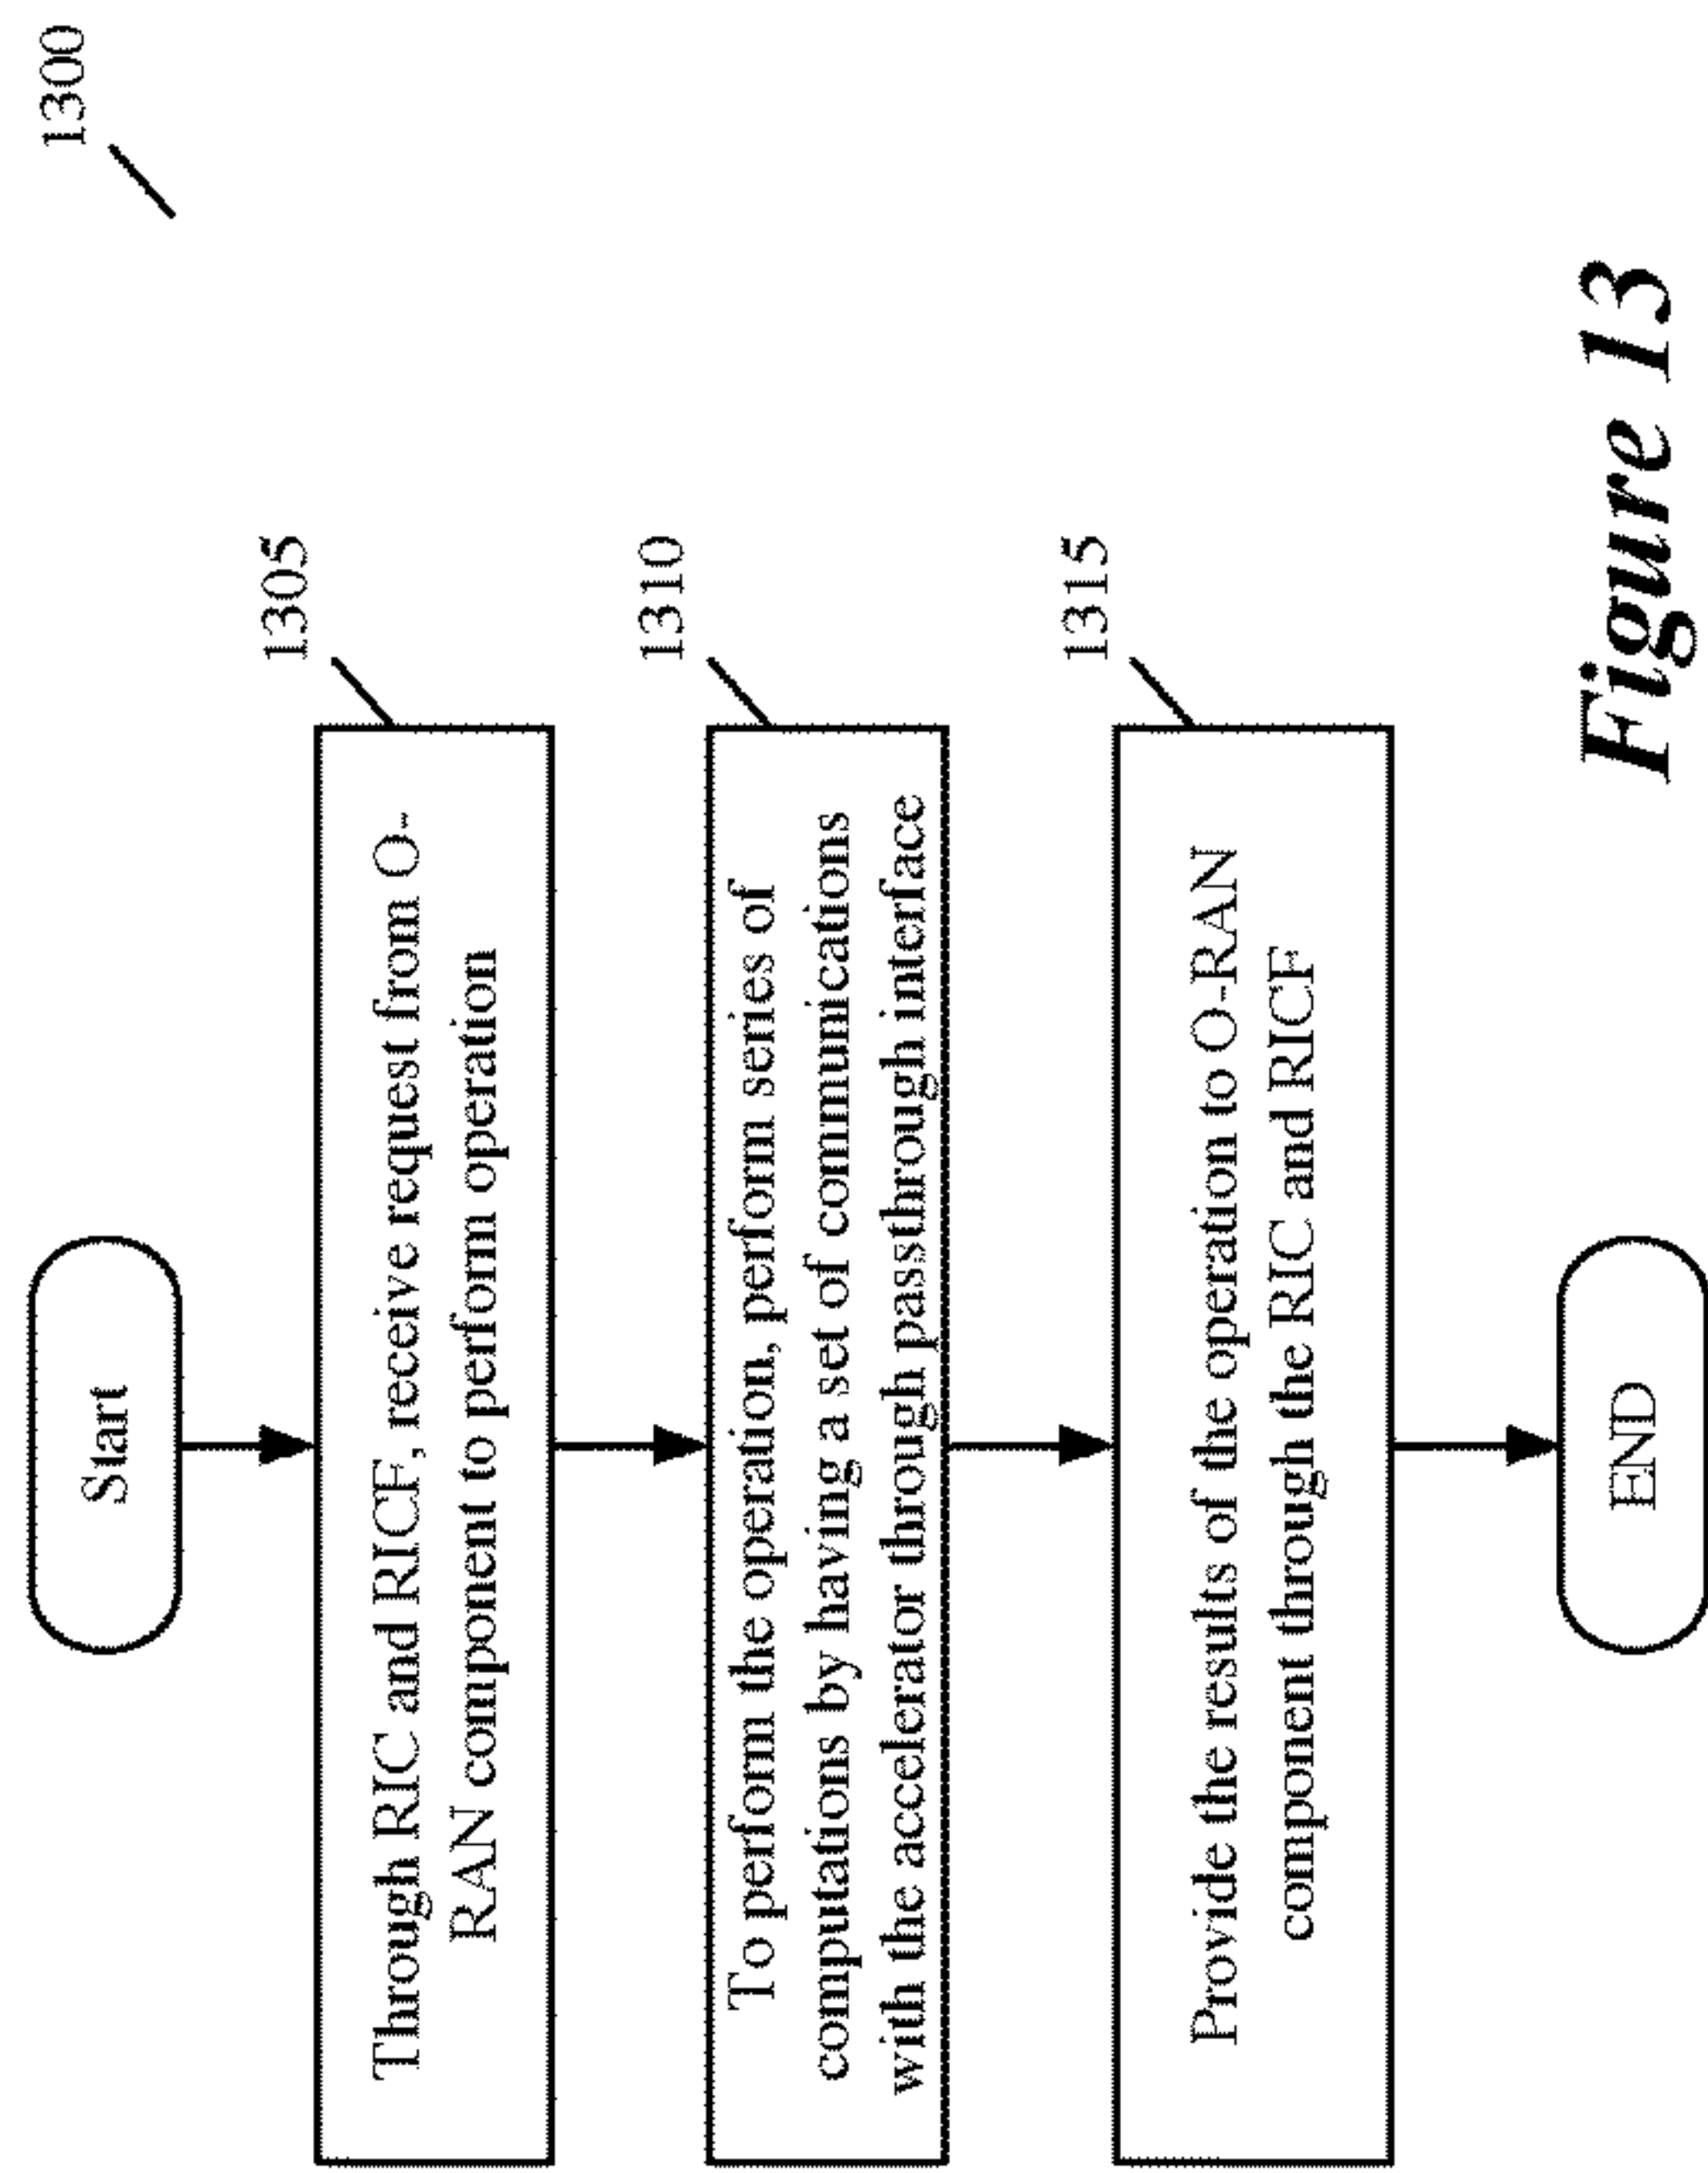 1300
Start
1305
Through RIC and RICF, receive request from O-
RAN component to perform operation
1310
To perform the operation, perform series of
computations by having a set of communications
with the accelerator through passthrough interface
1315
Provide the results of the operation to O-RAN
component through the RIC and RICF
END
Figure 13